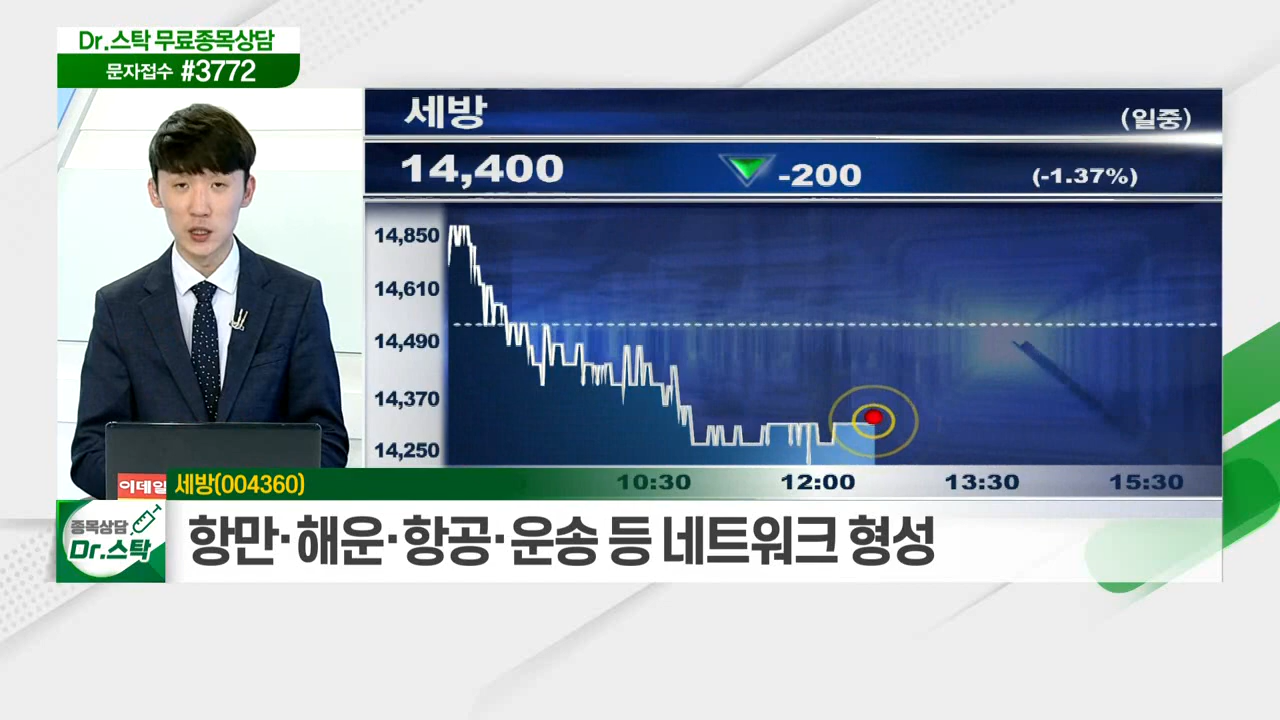 Dr.스탁 무료종목상담
문자접수 #3772
세방
(일중)
14,400
-200
(-1.37%)
14,850
14,610
14,490
14,370
14,250
10:30
12:00
13:30
15:30
이데일
세방(004360)
종목상담
Dr.스탁
항만·해운·항공·운송 등 네트워크 형성